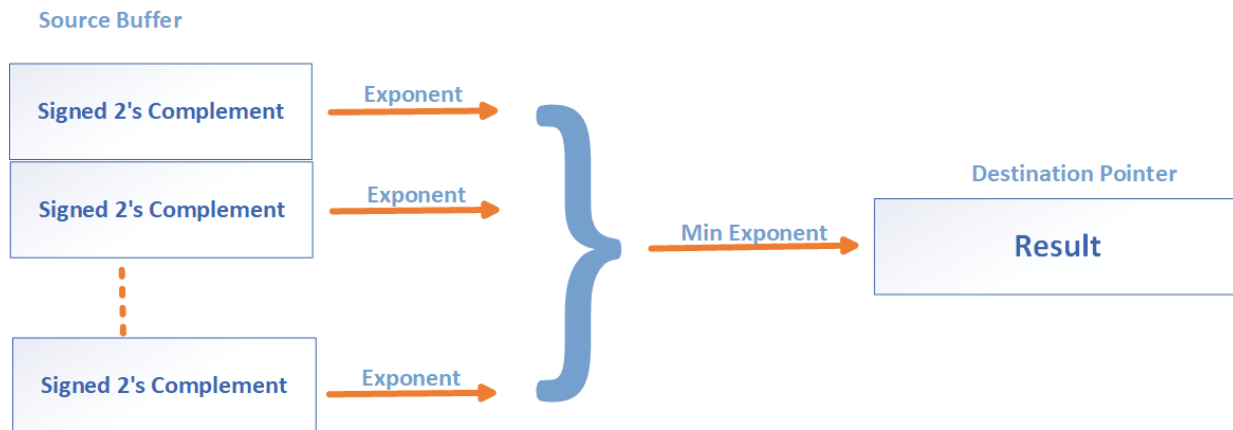 Source Buffer
Signed 2's Complement
Exponent
Signed 2's Complement
Exponent
Min Exponent
Destination Pointer
Result
Signed 2's Complement
Exponent